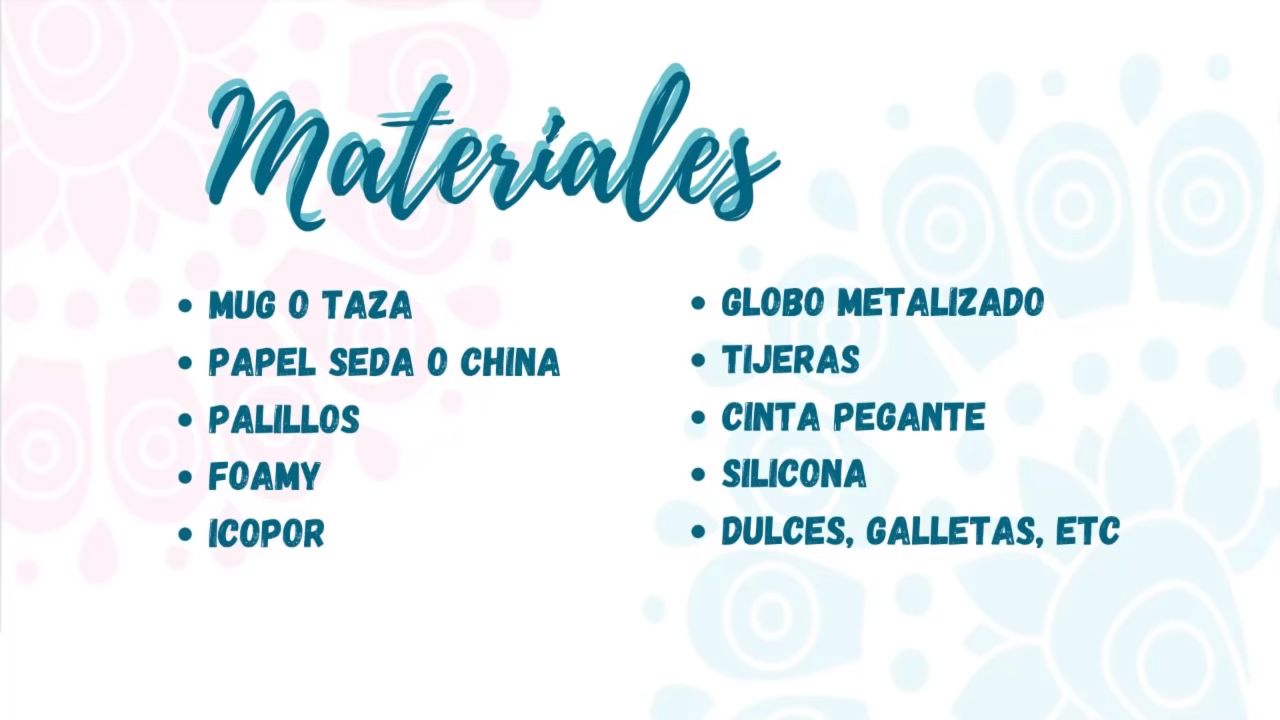 Materiales
• MUG O TAZA
• PAPEL SEDA O CHINA
• PALILLOS
• FOAMY
• ICOPOR
• GLOBO METALIZADO
• TIJERAS
• CINTA PEGANTE
• SILICONA
• DULCES, GALLETAS, ETC